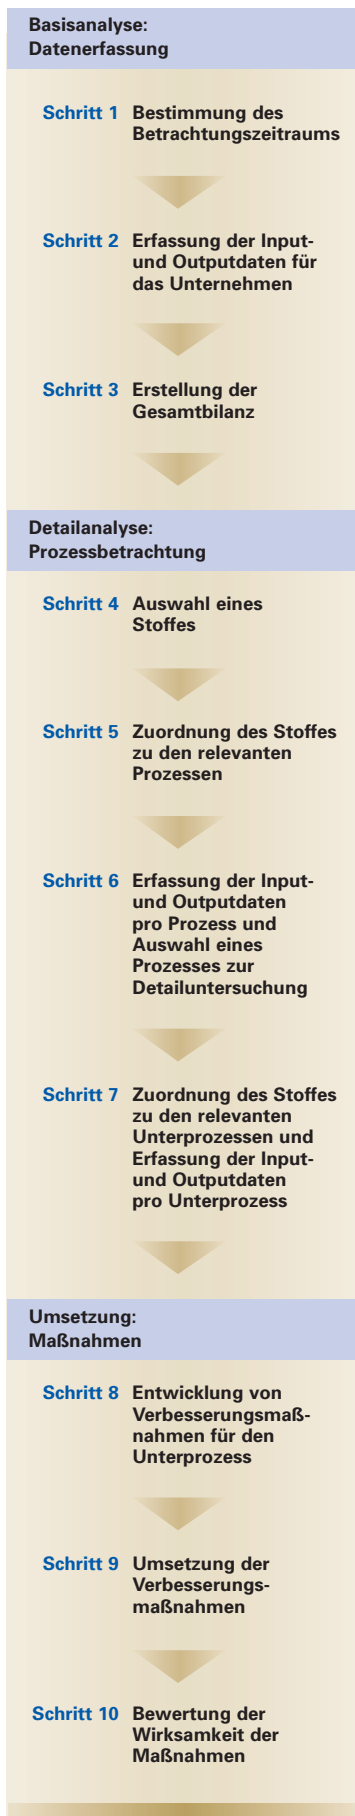 Basisanalyse:
Datenerfassung
Schritt 1 Bestimmung des
Betrachtungszeitraums
Schritt 2 Erfassung der Input-
und Outputdaten für
das Unternehmen
Schritt 3 Erstellung der
Gesamtbilanz
Detailanalyse:
Prozessbetrachtung
Schritt 4 Auswahl eines
Stoffes
Schritt 5 Zuordnung des Stoffes
zu den relevanten
Prozessen
Schritt 6 Erfassung der Input-
und Outputdaten
pro Prozess und
Auswahl eines
Prozesses zur
Detailuntersuchung
Schritt 7 Zuordnung des Stoffes
zu den relevanten
Unterprozessen und
Erfassung der Input-
und Outputdaten
pro Unterprozess
Umsetzung:
Maßnahmen
Schritt 8 Entwicklung von
Verbesserungsmaß-
nahmen für den
Unterprozess
Schritt 9 Umsetzung der
Verbesserungs-
maßnahmen
Schritt 10 Bewertung der
Wirksamkeit der
Maßnahmen